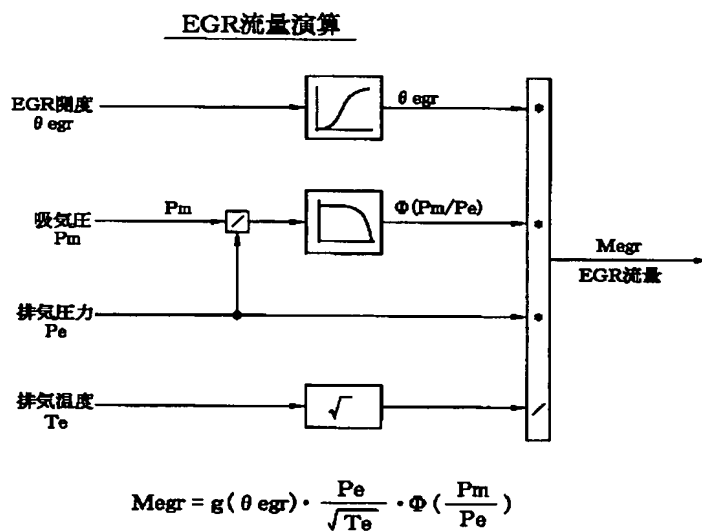 EGR流量演算
EGR開度
θ egr
θ egr
吸気圧
Pm
Pm
/
Φ(Pm/Pe)
排気圧力
Pe
排気温度
Te
√
*
*
*
/
Megr
EGR流量
Megr = g(θ egr)・Pe/√Te・Φ(Pm/Pe)